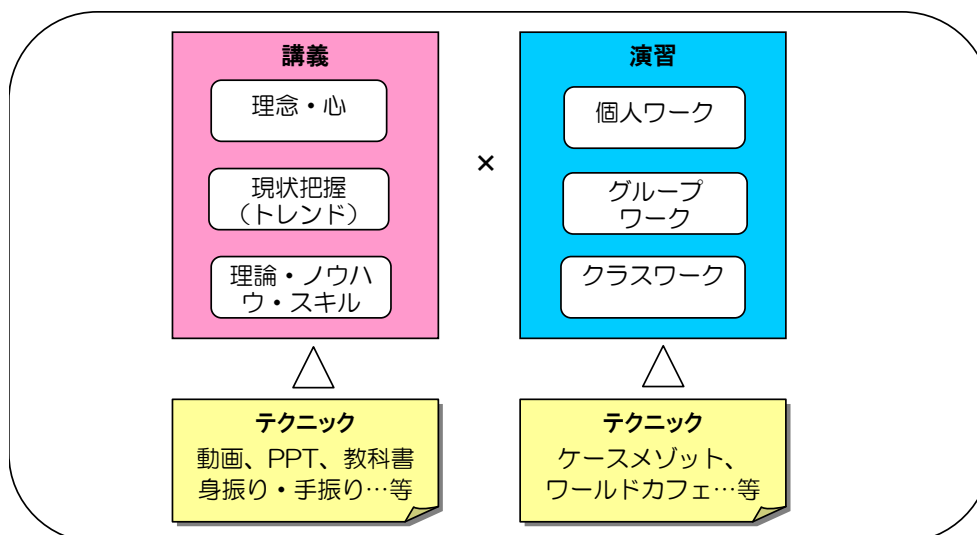 講義
理念・心
現状把握
（トレンド）
理論・ノウハ
ウ・スキル
×
演習
個人ワーク
グループ
ワーク
クラスワーク
テクニック
動画、PPT、教科書
身振り・手振り…等
テクニック
ケースメゾット、
ワールドカフェ…等